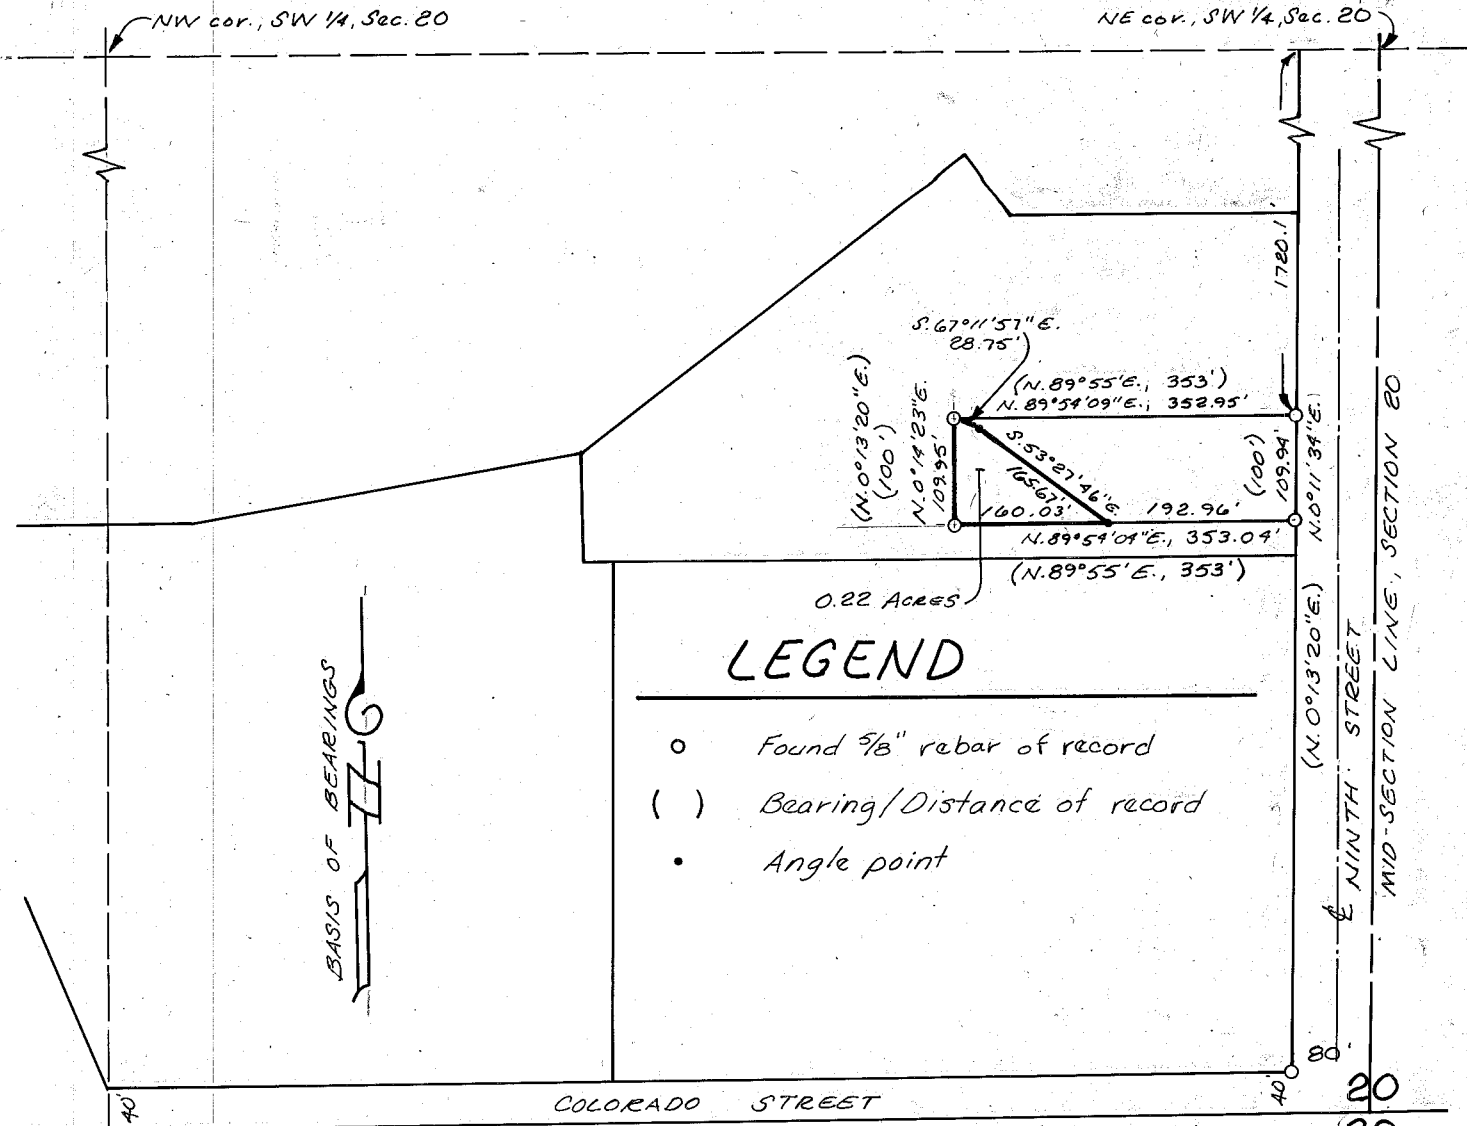 NW cor., SW 1/4, Sec. 20
NE cor., SW 1/4, Sec. 20
1780.1'
S.67°11'57"E.
28.75'
(N.89°55'E., 353')
N.89°54'09"E., 352.95'
(N.0°13'20"E.)
(100')
N.0°14'23"E.
109.95'
S.53°27'46"E.
165.67'
(100')
109.94'
N.0°11'34"E.
160.03'
192.96'
N.89°54'04"E., 353.04'
(N.89°55'E., 353')
0.22 ACRES
(N.0°13'20"E.)
℄ NINTH STREET
MID-SECTION LINE, SECTION 20
BASIS OF BEARINGS
LEGEND
Found 5/8" rebar of record
( ) Bearing/Distance of record
Angle point
80'
40'
40'
20
COLORADO STREET